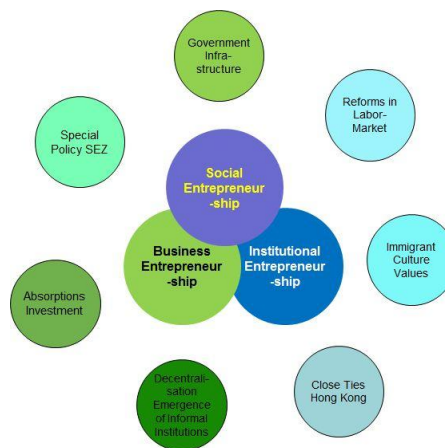 Government
Infra-
structure
Reforms in
Labor-
Market
Special
Policy SEZ
Social
Entrepreneur
-ship
Business
Entrepreneur
-ship
Institutional
Entrepreneur
-ship
Immigrant
Culture
Values
Absorptions
Investment
Close Ties
Hong Kong
Decentrali-
sation
Emergence
of Informal
Institutions